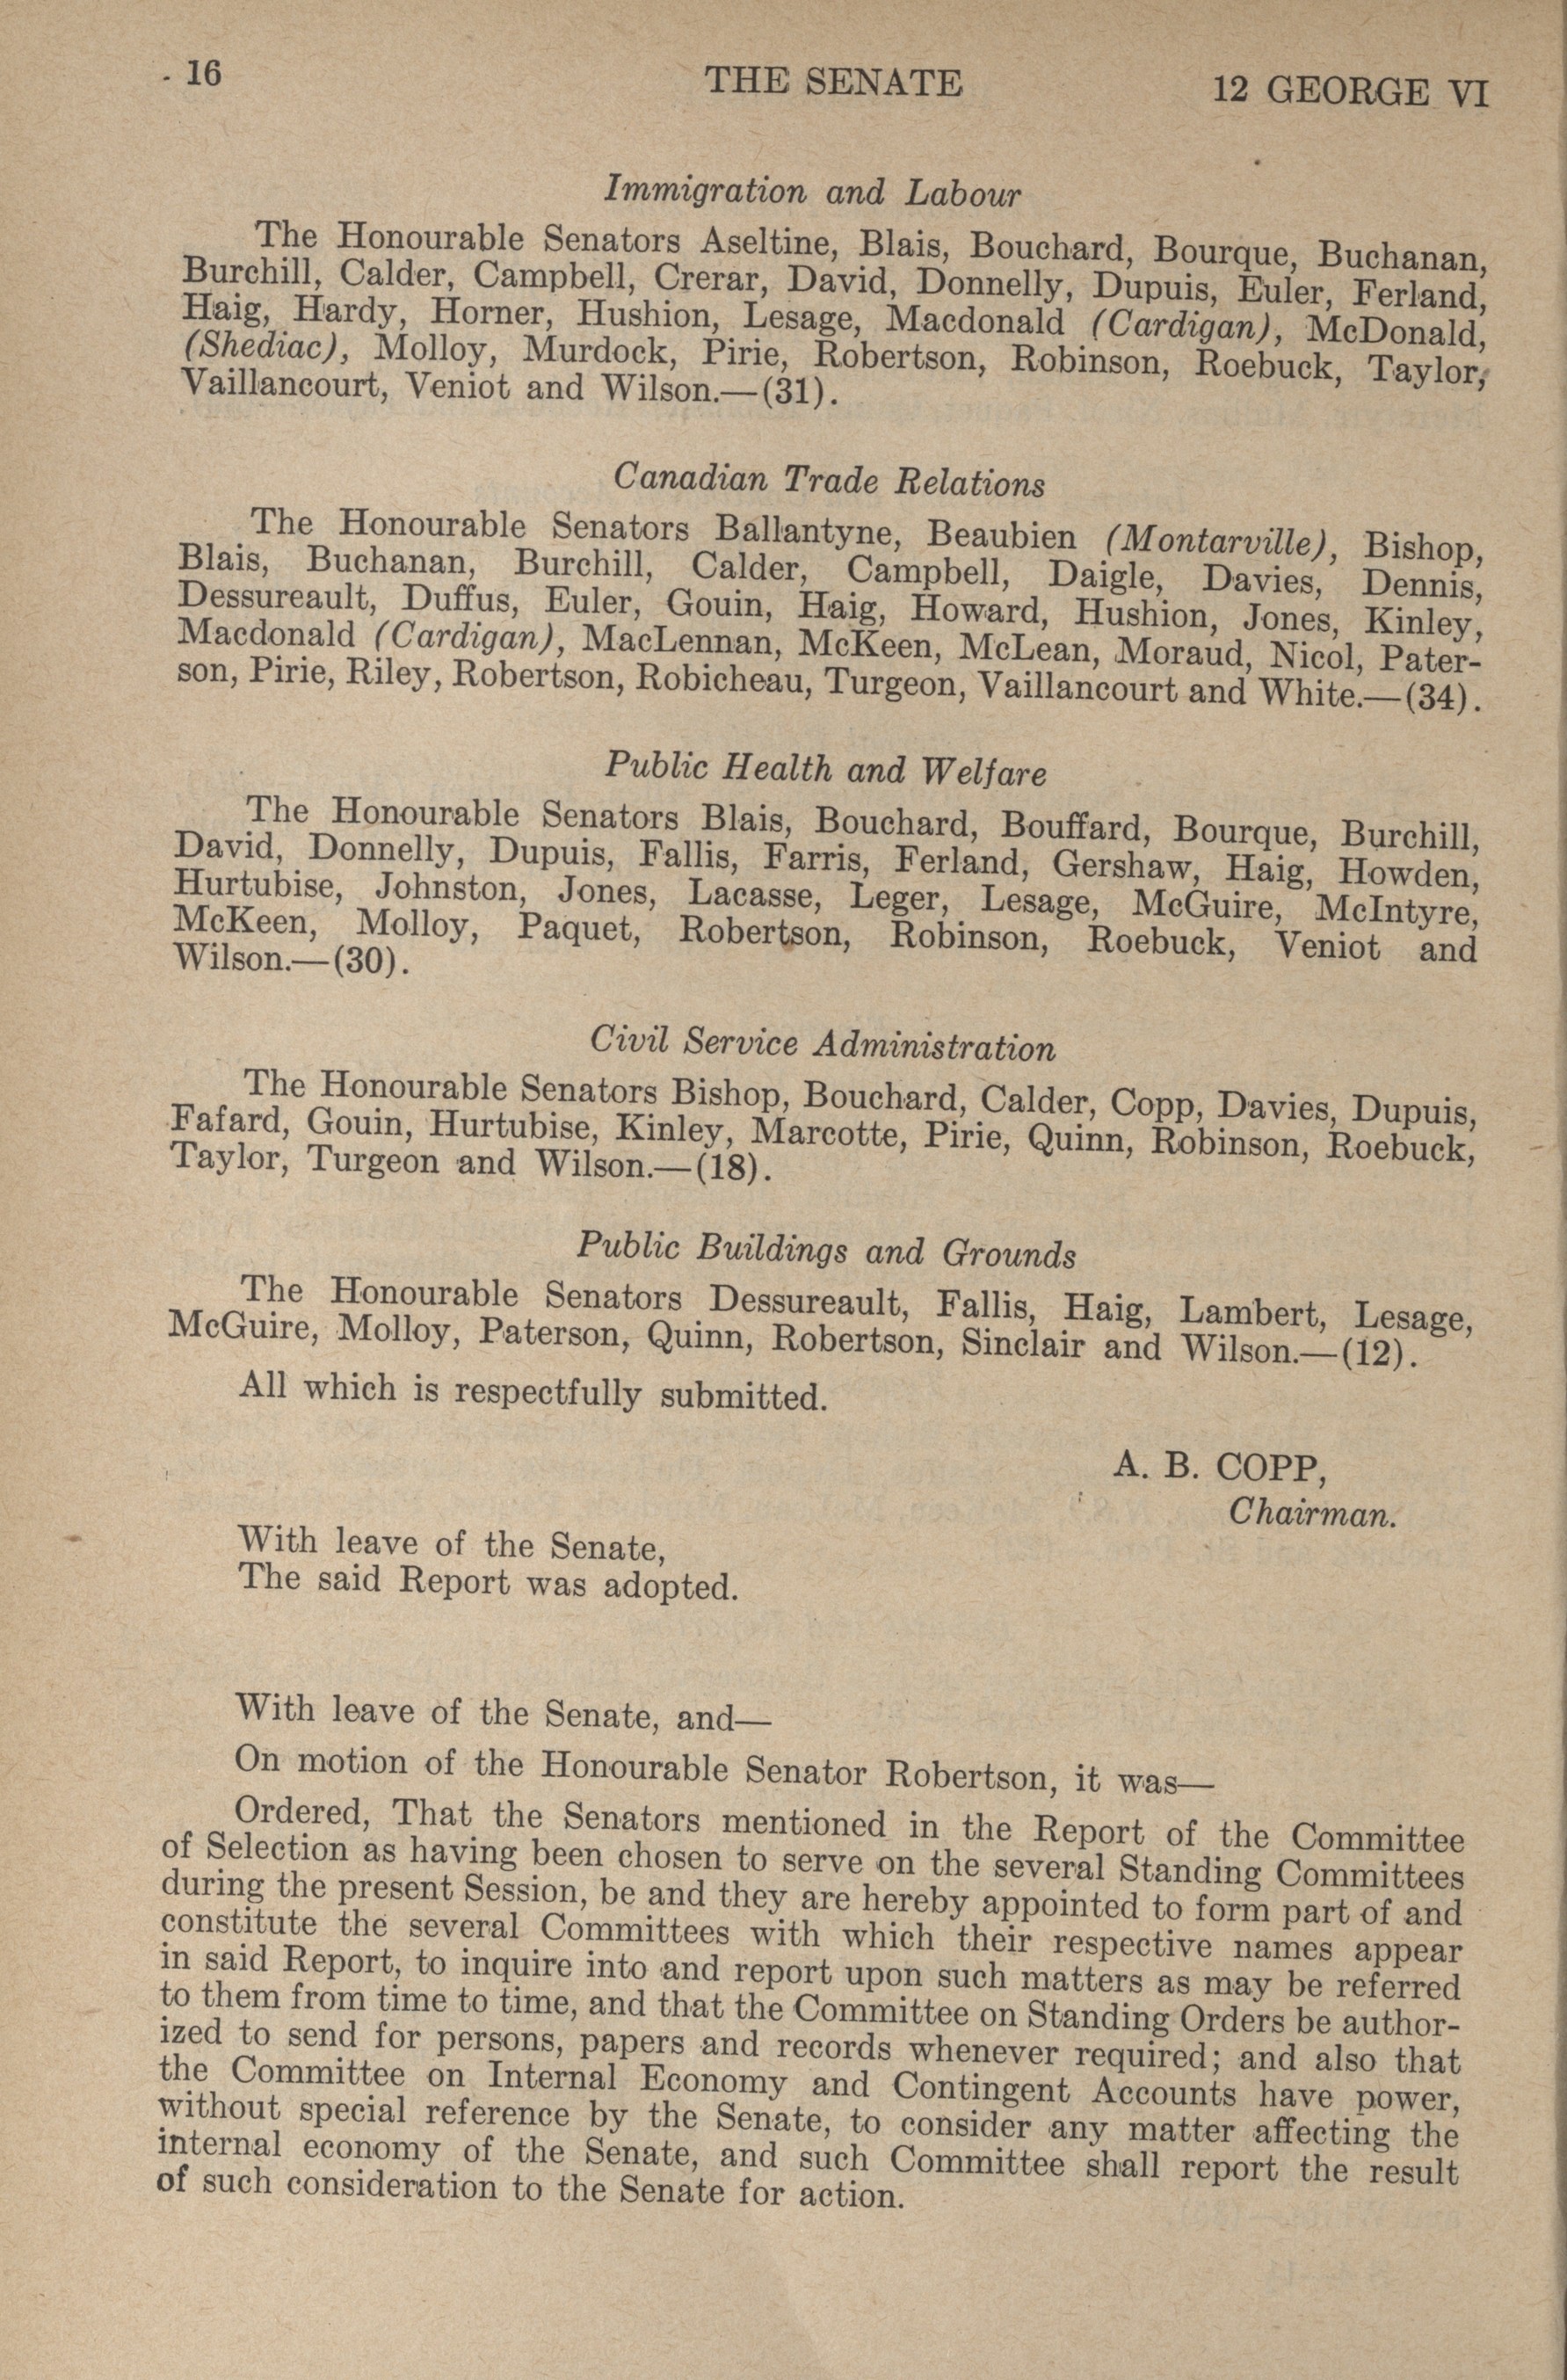 16 THE SENATE 12 GEORGE VI
Immigration and Labour
The Honourable Senators Aseltine, Blais, Bouchard, Bourque, Buchanan,
Burchill, Calder, Campbell, Crerar, David, Donnelly, Dupuis, Euler, Ferland,
Haig, Hardy, Horner, Hushion, Lesage, Macdonald (Cardigan), McDonald,
(Shediac), Molloy, Murdock, Pirie, Robertson, Robinson, Roebuck, Taylor,
Vaillancourt, Veniot and Wilson.—(31).
Canadian Trade Relations
The Honourable Senators Ballantyne, Beaubien (Montarville), Bishop,
Blais, Buchanan, Burchill, Calder, Campbell, Daigle, Davies, Dennis,
Dessureault, Duffus, Euler, Gouin, Haig, Howard, Hushion, Jones, Kinley,
Macdonald (Cardigan), MacLennan, McKeen, McLean, Moraud, Nicol, Pater-
son, Pirie, Riley, Robertson, Robicheau, Turgeon, Vaillancourt and White.—(34).
Public Health and Welfare
The Honourable Senators Blais, Bouchard, Bouffard, Bourque, Burchill,
David, Donnelly, Dupuis, Fallis, Farris, Ferland, Gershaw, Haig, Howden,
Hurtubise, Johnston, Jones, Lacasse, Leger, Lesage, McGuire, McIntyre,
McKeen, Molloy, Paquet, Robertson, Robinson, Roebuck, Veniot and
Wilson.—(30).
Civil Service Administration
The Honourable Senators Bishop, Bouchard, Calder, Copp, Davies, Dupuis,
Fafard, Gouin, Hurtubise, Kinley, Marcotte, Pirie, Quinn, Robinson, Roebuck,
Taylor, Turgeon and Wilson.—(18).
Public Buildings and Grounds
The Honourable Senators Dessureault, Fallis, Haig, Lambert, Lesage,
McGuire, Molloy, Paterson, Quinn, Robertson, Sinclair and Wilson.—(12).
All which is respectfully submitted.
A. B. COPP,
Chairman.
With leave of the Senate,
The said Report was adopted.
With leave of the Senate, and—
On motion of the Honourable Senator Robertson, it was—
Ordered, That the Senators mentioned in the Report of the Committee
of Selection as having been chosen to serve on the several Standing Committees
during the present Session, be and they are hereby appointed to form part of and
constitute the several Committees with which their respective names appear
in said Report, to inquire into and report upon such matters as may be referred
to them from time to time, and that the Committee on Standing Orders be author-
ized to send for persons, papers and records whenever required; and also that
the Committee on Internal Economy and Contingent Accounts have power,
without special reference by the Senate, to consider any matter affecting the
internal economy of the Senate, and such Committee shall report the result
of such consideration to the Senate for action.